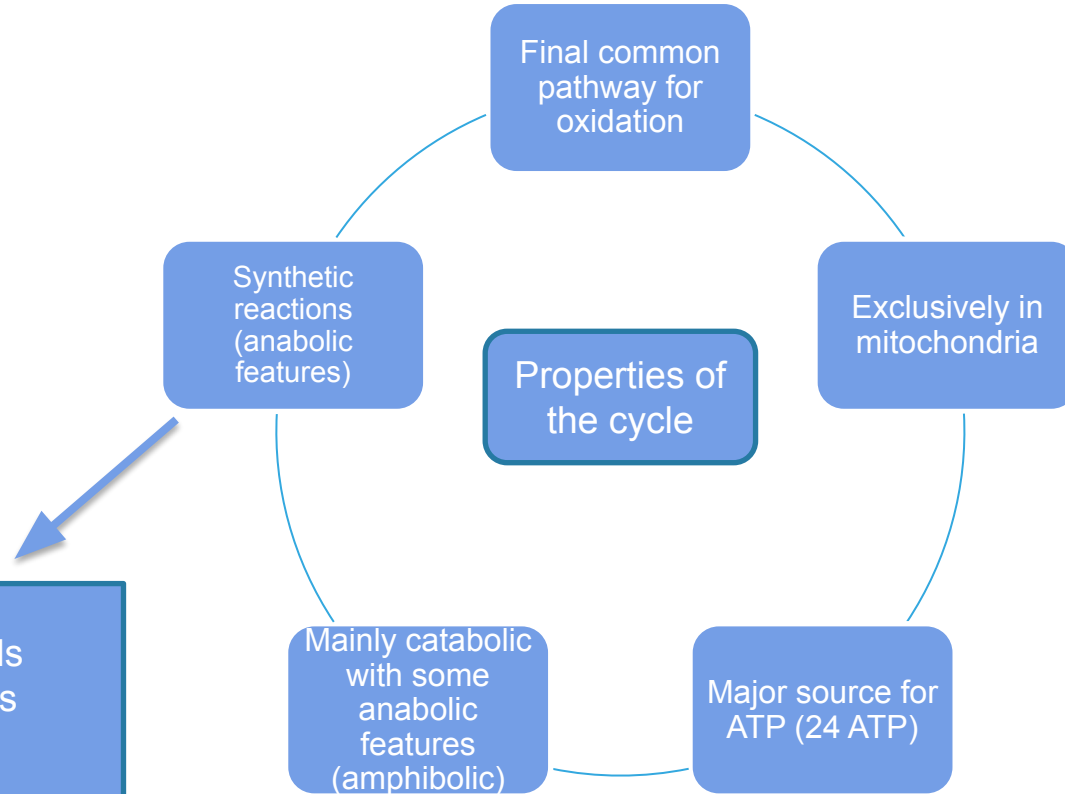 Final common
pathway for
oxidation
Synthetic
reactions
(anabolic
features)
Exclusively in
mitochondria
Properties of
the cycle
Mainly catabolic
with some
anabolic
features
(amphibolic)
Major source for
ATP (24 ATP)